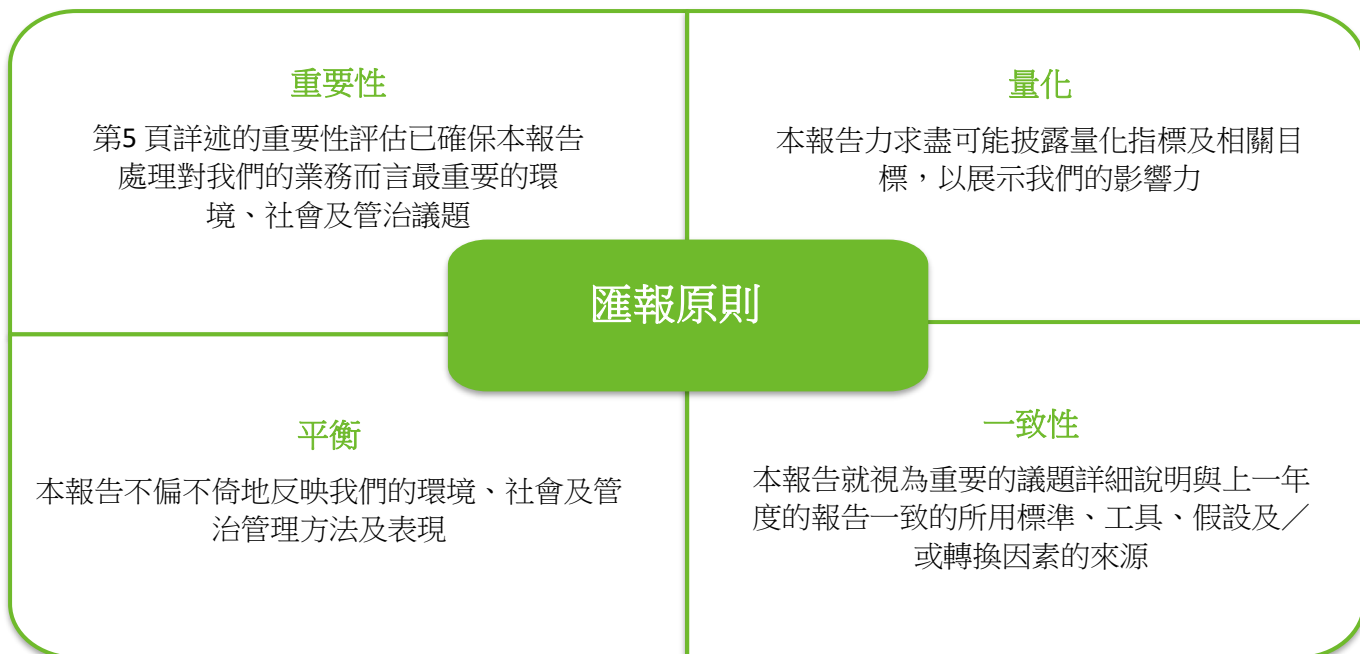 重要性
第5 頁詳述的重要性評估已確保本報告
處理對我們的業務而言最重要的環
境、社會及管治議題
量化
本報告力求盡可能披露量化指標及相關目
標，以展示我們的影響力
匯報原則
平衡
本報告不偏不倚地反映我們的環境、社會及管
治管理方法及表現
一致性
本報告就視為重要的議題詳細說明與上一年
度的報告一致的所用標準、工具、假設及／
或轉換因素的來源